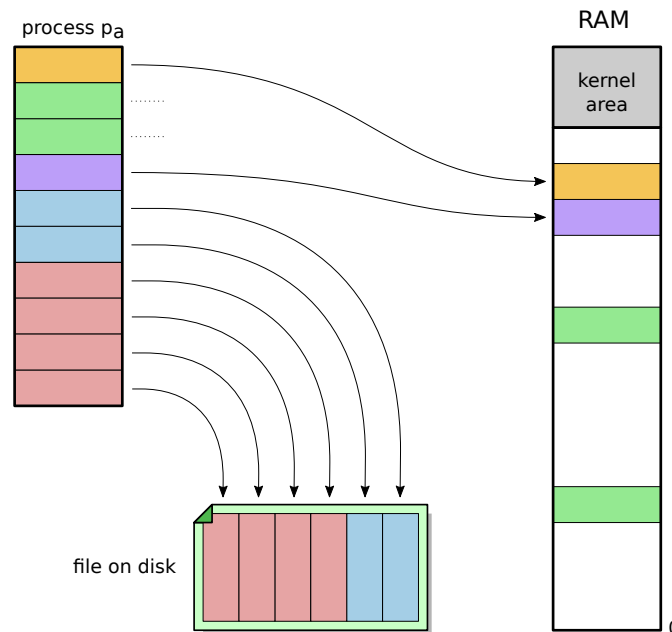 process pa
RAM
kernel
area
file on disk